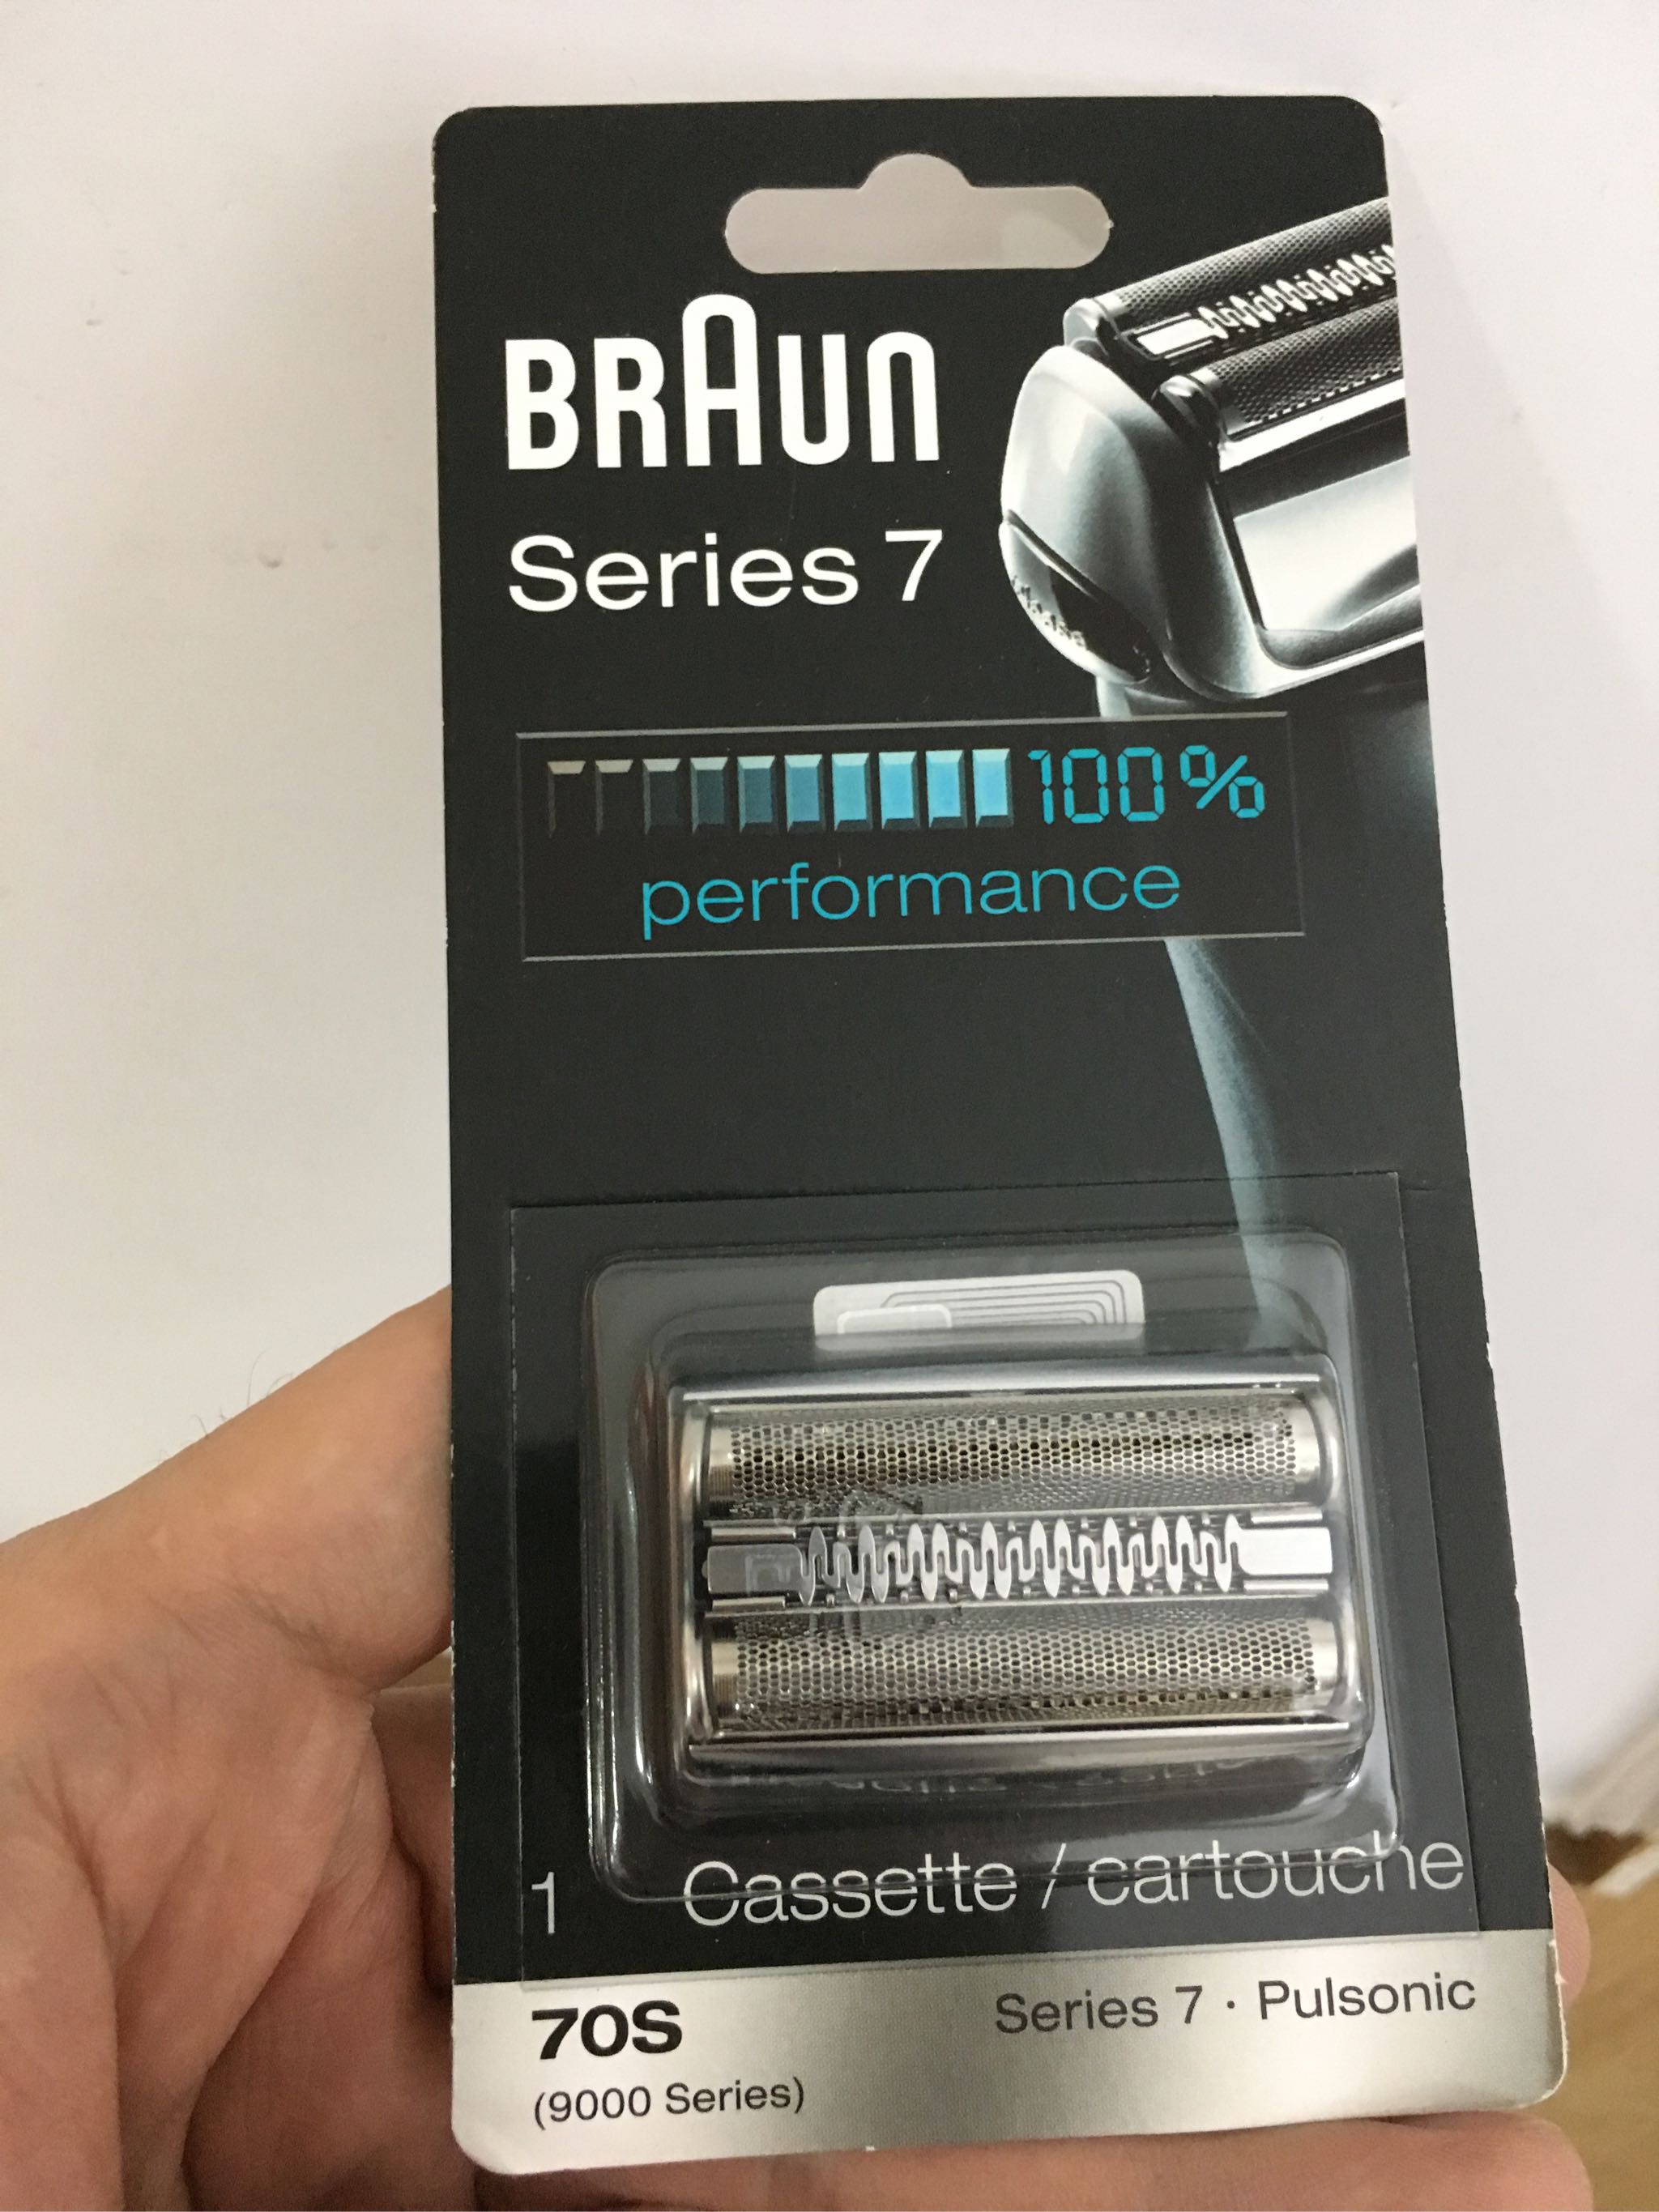 BRAUN
Series 7
100%
performance
1 Cassette / cartouche
70S
Series 7 · Pulsonic
(9000 Series)